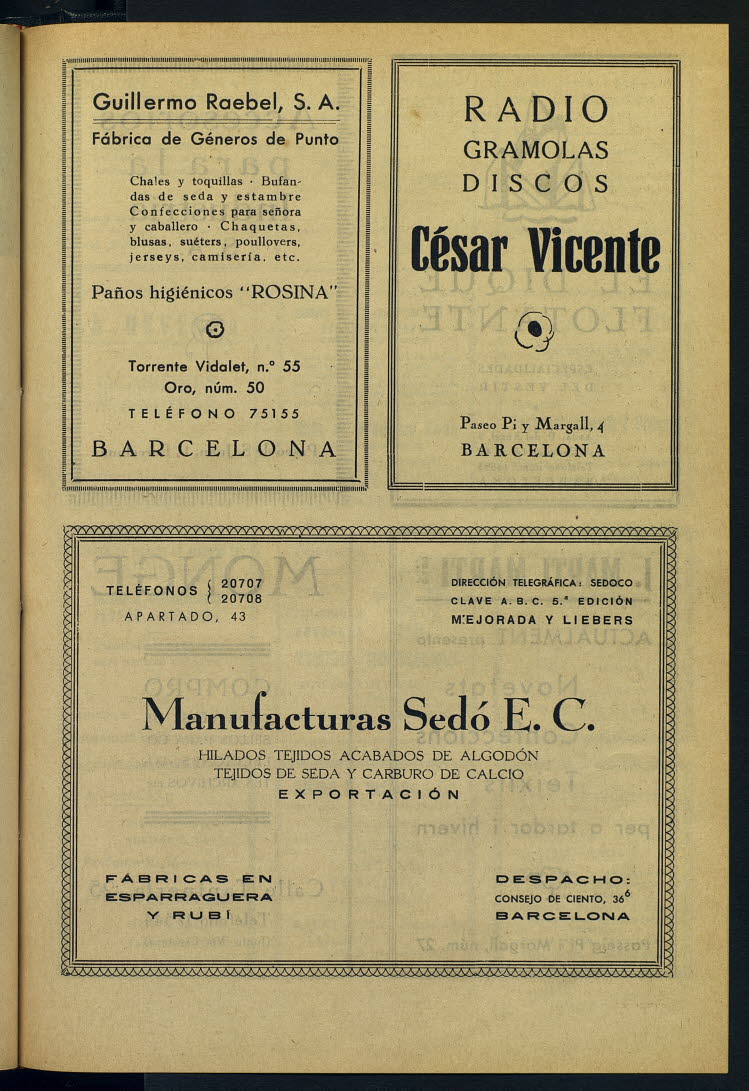 Guillermo Raebel, S. A.
Fábrica de Géneros de Punto
Chales y toquillas · Bufan-
das de seda y estambre
Confecciones para señora
y caballero · Chaquetas,
blusas, suéters, poullovers,
jerseys, camisería, etc.
Paños higiénicos "ROSINA"
Torrente Vidalet, n.º 55
Oro, núm. 50
TELÉFONO 75155
BARCELONA
RADIO
GRAMOLAS
DISCOS
César Vicente
Paseo Pi y Margall, 4
BARCELONA
TELÉFONOS { 20707
{ 20708
APARTADO, 43
DIRECCIÓN TELEGRÁFICA: SEDOCO
CLAVE A. B. C. 5.ª EDICIÓN
MEJORADA Y LIEBERS
Manufacturas Sedó E. C.
HILADOS TEJIDOS ACABADOS DE ALGODÓN
TEJIDOS DE SEDA Y CARBURO DE CALCIO
EXPORTACIÓN
FÁBRICAS EN
ESPARRAGUERA
Y RUBÍ
DESPACHO:
CONSEJO DE CIENTO, 366
BARCELONA